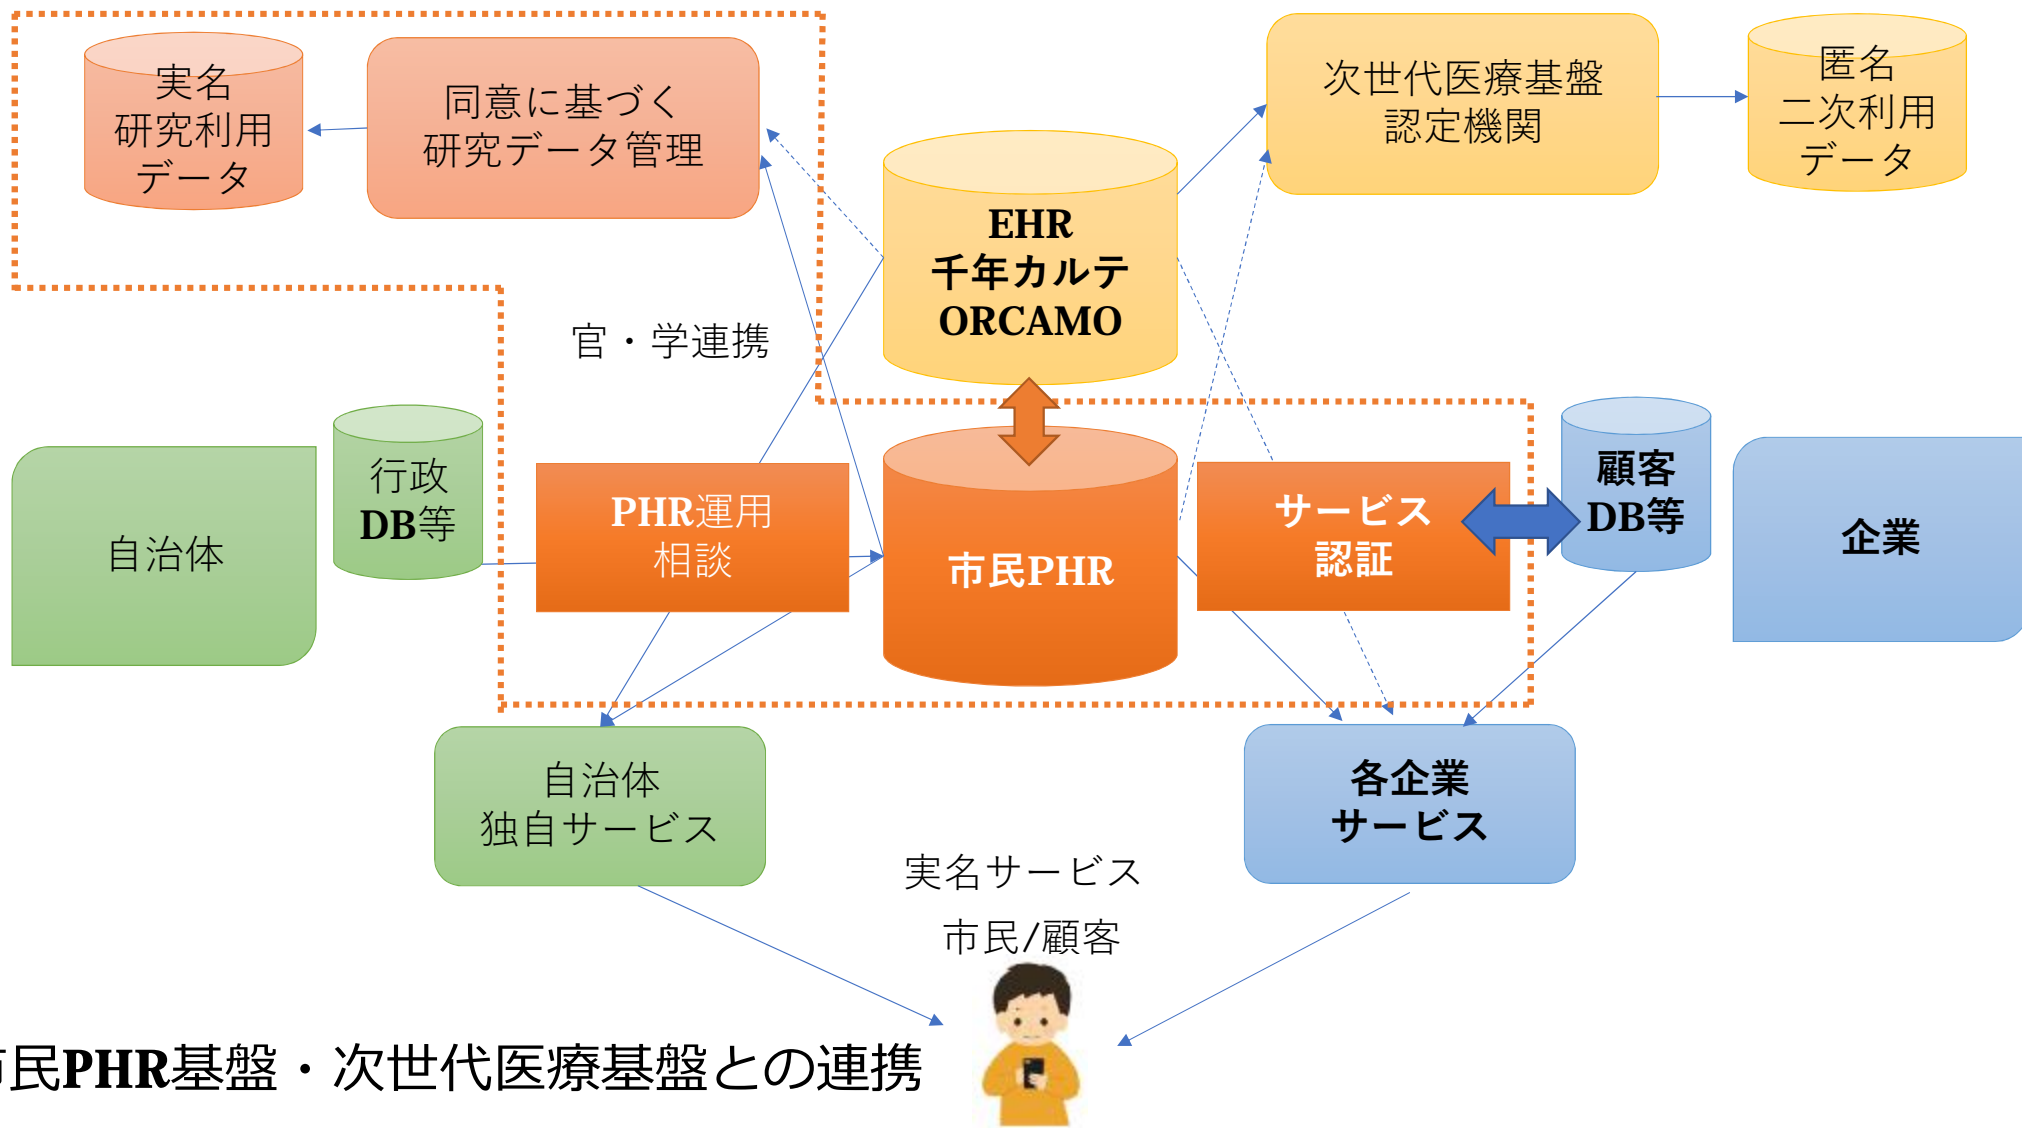 実名
研究利用
データ
同意に基づく
研究データ管理
EHR
千年カルテ
ORCAMO
次世代医療基盤
認定機関
匿名
二次利用
データ
官・学連携
自治体
行政
DB等
PHR運用
相談
市民PHR
サービス
認証
顧客
DB等
企業
自治体
独自サービス
各企業
サービス
実名サービス
市民/顧客
民PHR基盤・次世代医療基盤との連携